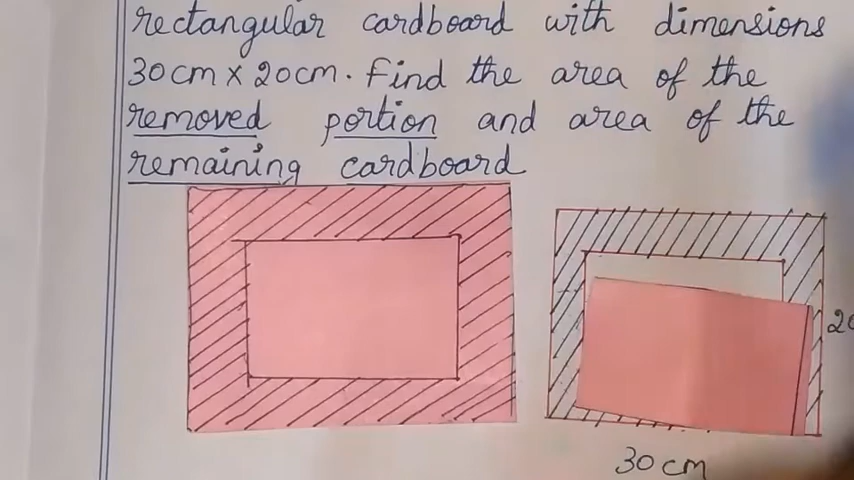 rectangular cardboard with dimensions
30cm x 20cm. Find the area of the
removed portion and area of the
remaining cardboard
30 cm